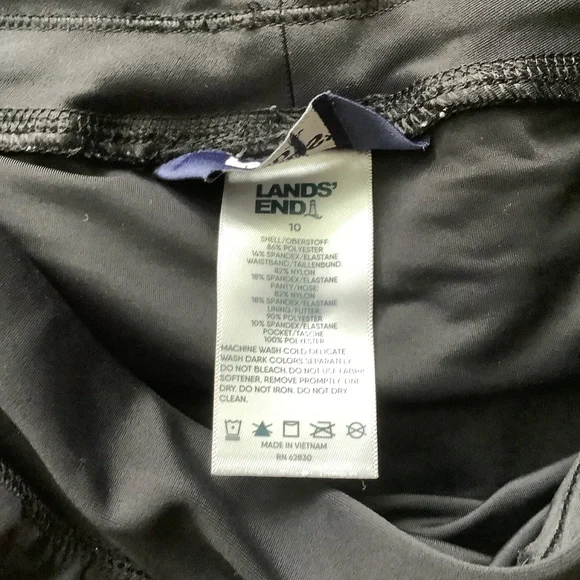 LANDS'
END
10
SHELL/OBERSTOFF:
86% POLYESTER
14% SPANDEX/ELASTANE
WAISTBAND/TAILLENBUND:
82% NYLON
18% SPANDEX/ELASTANE
PANTY/HOSE:
82% NYLON
18% SPANDEX/ELASTANE
LINING/FUTTER:
90% POLYESTER
10% SPANDEX/ELASTANE
POCKET/TASCHE
100% POLYESTER
MACHINE WASH COLD DELICATE
WASH DARK COLORS SEPARATELY
DO NOT BLEACH. DO NOT USE FABRIC
SOFTENER, REMOVE PROMPTLY. LINE
DRY. DO NOT IRON. DO NOT DRY
CLEAN.
MADE IN VIETNAM
RN 62830